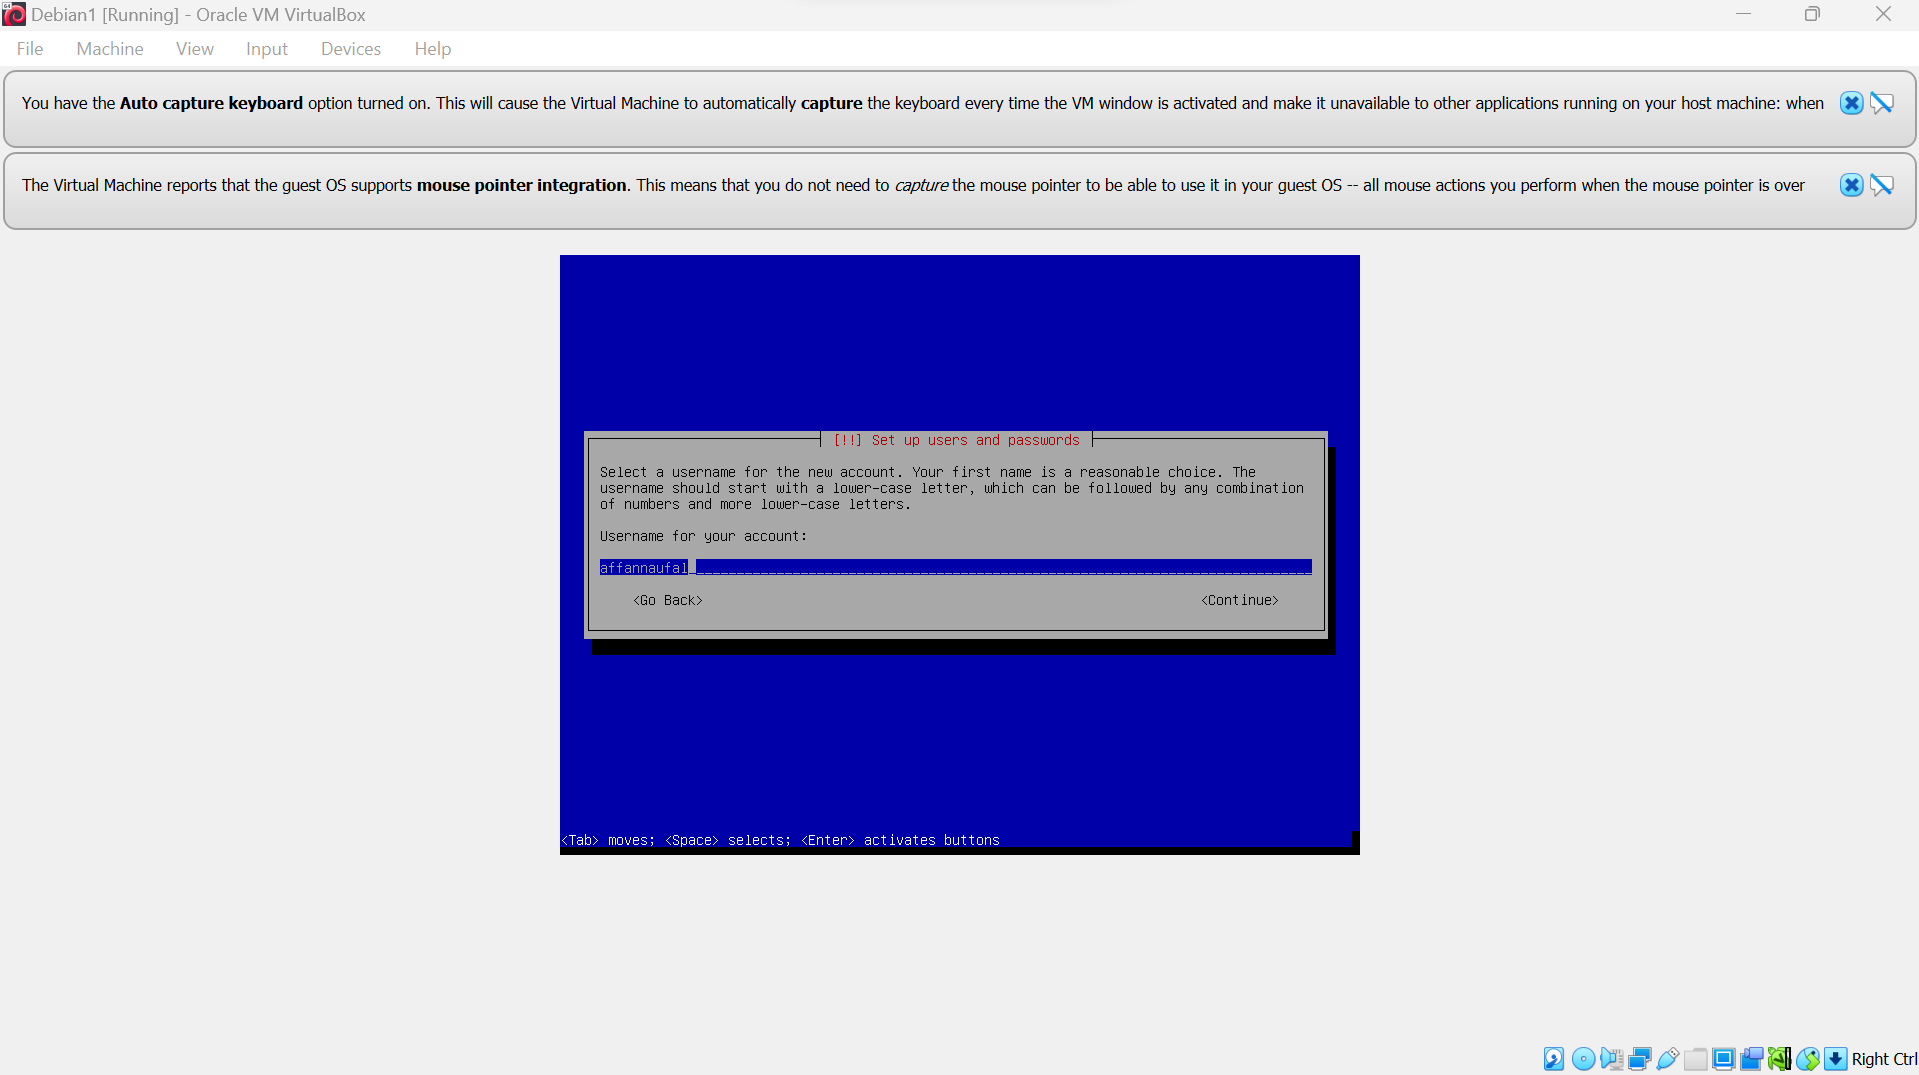 Debian1 [Running] - Oracle VM VirtualBox
File Machine View Input Devices Help
You have the Auto capture keyboard option turned on. This will cause the Virtual Machine to automatically capture the keyboard every time the VM window is activated and make it unavailable to other applications running on your host machine: when
The Virtual Machine reports that the guest OS supports mouse pointer integration. This means that you do not need to capture the mouse pointer to be able to use it in your guest OS -- all mouse actions you perform when the mouse pointer is over
[!!] Set up users and passwords
Select a username for the new account. Your first name is a reasonable choice. The
username should start with a lower-case letter, which can be followed by any combination
of numbers and more lower-case letters.
Username for your account:
affannaufal
<Go Back> <Continue>
<Tab> moves; <Space> selects; <Enter> activates buttons
Right Ctrl